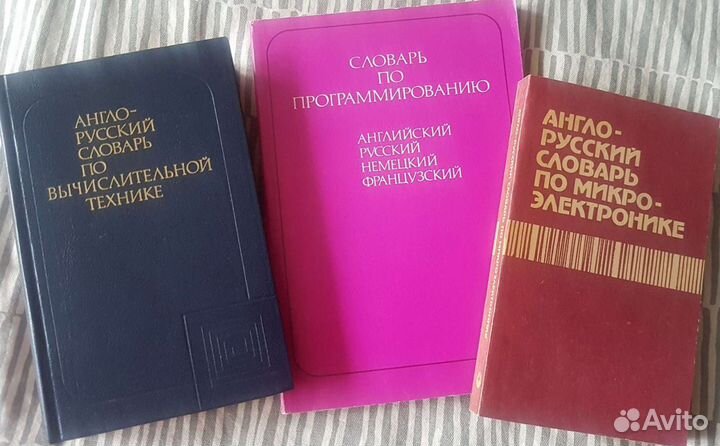 АНГЛО-
РУССКИЙ
СЛОВАРЬ
ПО
ВЫЧИСЛИТЕЛЬНОЙ
ТЕХНИКЕ
СЛОВАРЬ
ПО
ПРОГРАММИРОВАНИЮ
АНГЛИЙСКИЙ
РУССКИЙ
НЕМЕЦКИЙ
ФРАНЦУЗСКИЙ
АНГЛО-
РУССКИЙ
СЛОВАРЬ
ПО МИКРО-
ЭЛЕКТРОНИКЕ
Avito